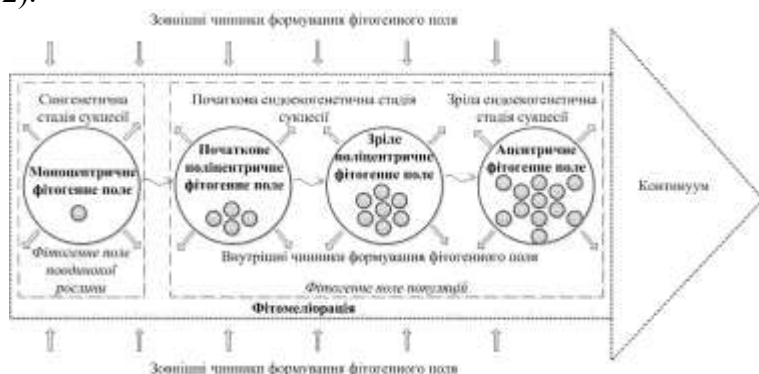 2).
Зовнішні чинники формування фітогенного поля
Сингенетична
стадія сукцесії
Початкова ендоекогенетична стадія
сукцесії
Зріла ендоекогенетична
стадія сукцесії
Моноцентричне
фітогенне поле
Початкове
поліцентричне
фітогенне поле
Зріле
поліцентричне
фітогенне поле
Ацентричне
фітогенне поле
Континуум
Фітогенне поле
поодинокої
рослини
Внутрішні чинники формування фітогенного поля
Фітогенне поле популяцій
Фітомеліорація
Зовнішні чинники формування фітогенного поля